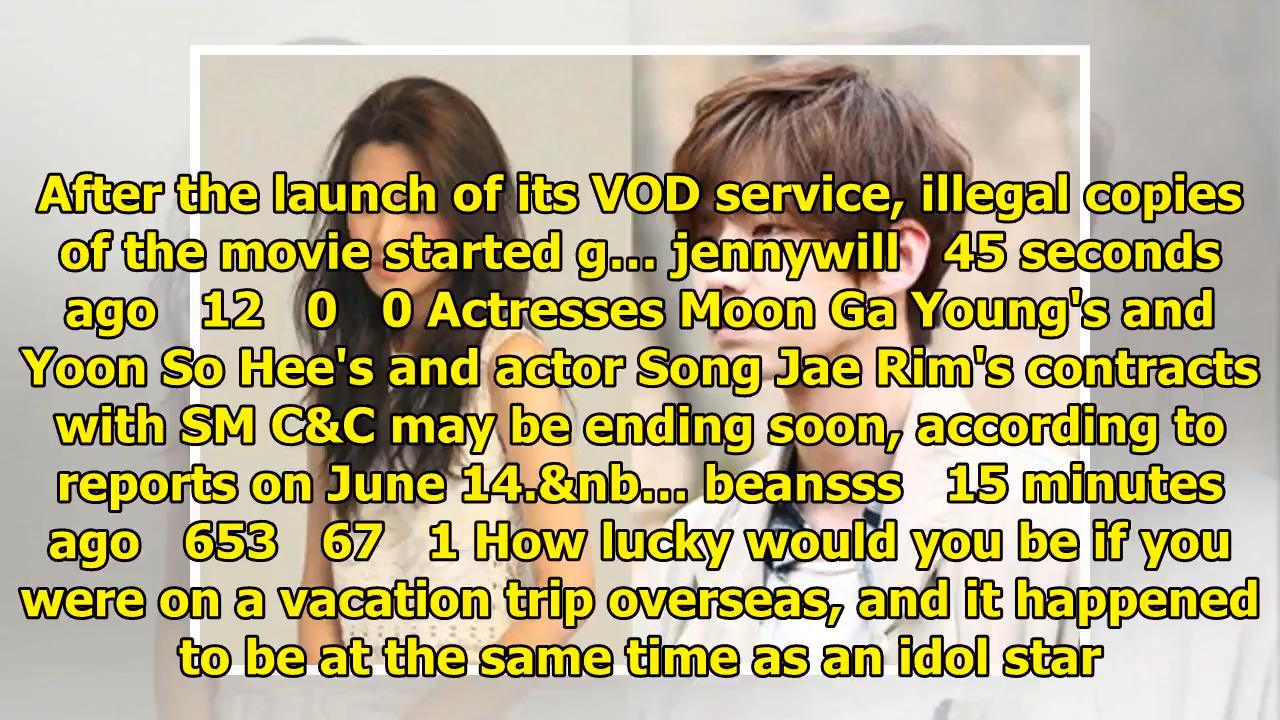 After the launch of its VOD service, illegal copies
of the movie started g... jennywill 45 seconds
ago 12 0 0 Actresses Moon Ga Young's and
Yoon So Hee's and actor Song Jae Rim's contracts
with SM C&C may be ending soon, according to
reports on June 14.&nb... beansss 15 minutes
ago 653 67 1 How lucky would you be if you
were on a vacation trip overseas, and it happened
to be at the same time as an idol star